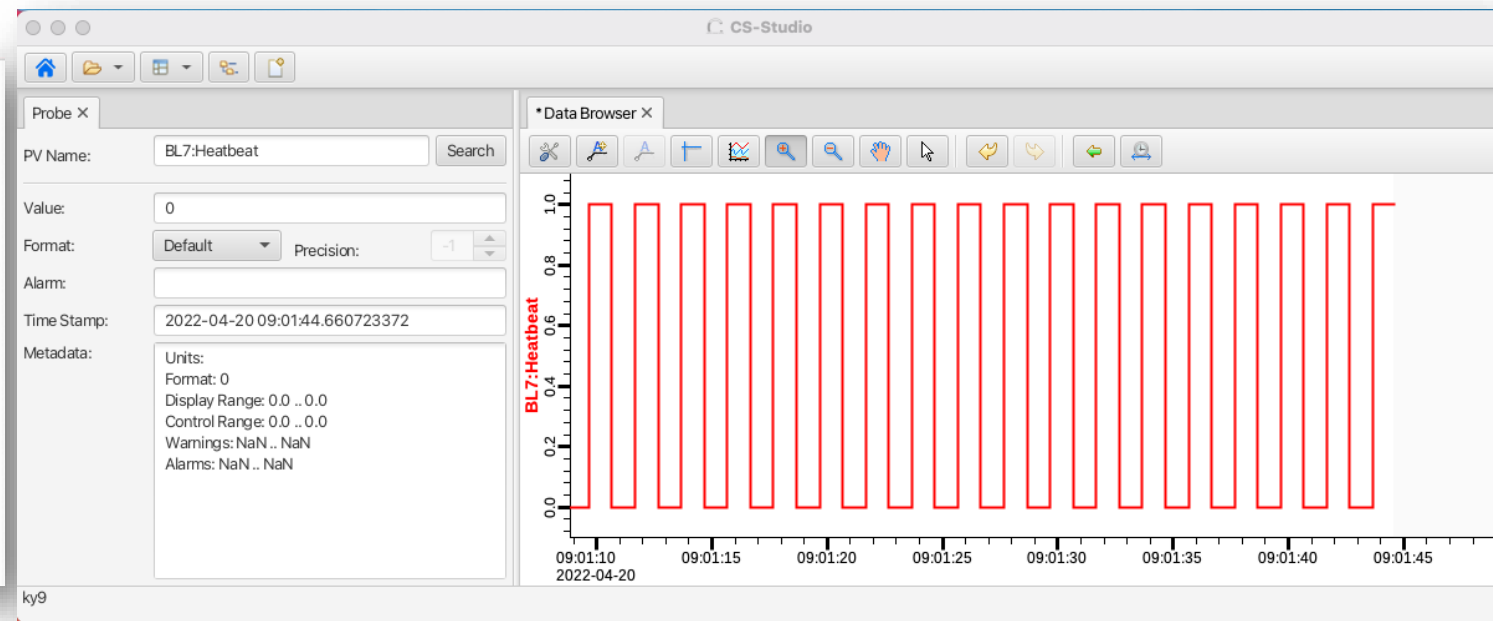 CS-Studio
Probe
PV Name: BL7:Heatbeat Search
Value: 0
Format: Default Precision: -1
Alarm:
Time Stamp: 2022-04-20 09:01:44.660723372
Metadata: Units:
Format: 0
Display Range: 0.0 .. 0.0
Control Range: 0.0 .. 0.0
Warnings: NaN .. NaN
Alarms: NaN .. NaN
ky9
*Data Browser
BL7:Heatbeat
1.0
0.8
0.6
0.4
0.2
0.0
09:01:10 09:01:15 09:01:20 09:01:25 09:01:30 09:01:35 09:01:40 09:01:45
2022-04-20